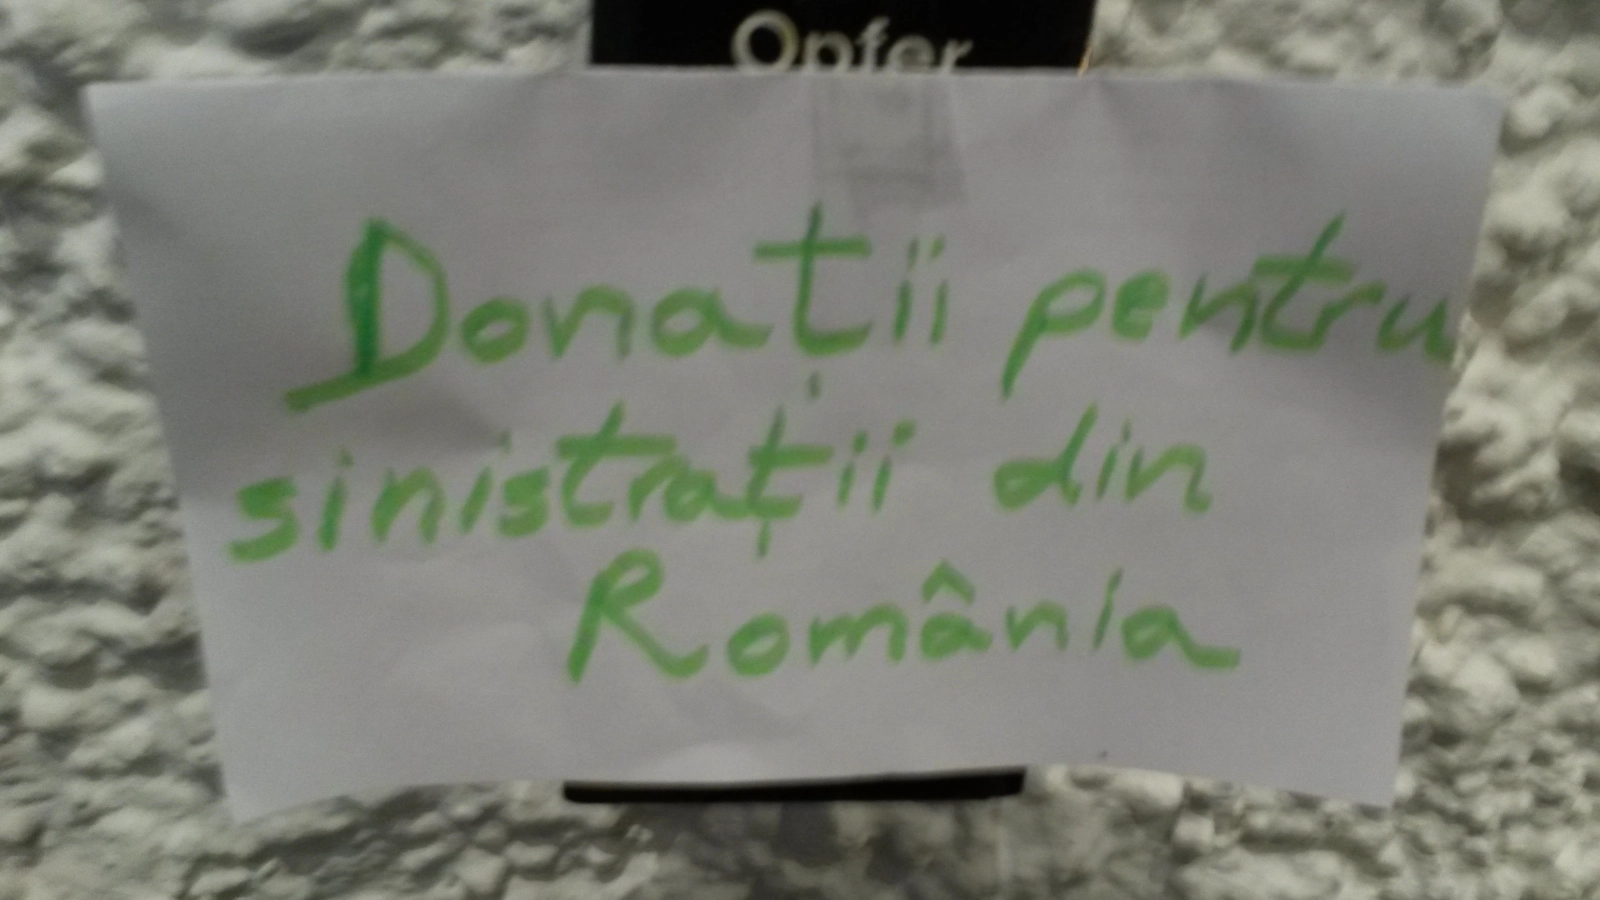 Opfer
Donații pentru
sinistrații din
România